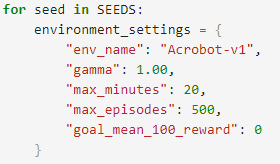 for seed in SEEDS:
    environment_settings = {
        "env_name": "Acrobot-v1",
        "gamma": 1.00,
        "max_minutes": 20,
        "max_episodes": 500,
        "goal_mean_100_reward": 0
    }